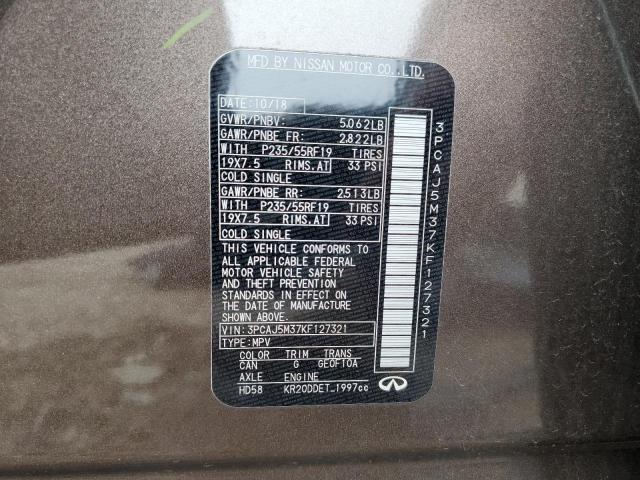 MFD BY NISSAN MOTOR CO.,LTD.
DATE:10/18
GVWR/PNBV: 5,062LB
GAWR/PNBE FR: 2,822LB
WITH P235/55RF19 TIRES
19X7.5 RIMS.AT 33 PSI
COLD SINGLE
GAWR/PNBE RR: 2,513LB
WITH P235/55RF19 TIRES
19X7.5 RIMS.AT 33 PSI
COLD SINGLE
THIS VEHICLE CONFORMS TO
ALL APPLICABLE FEDERAL
MOTOR VEHICLE SAFETY
AND THEFT PREVENTION
STANDARDS IN EFFECT ON
THE DATE OF MANUFACTURE
SHOWN ABOVE.
VIN: 3PCAJ5M37KF127321
TYPE: MPV
COLOR TRIM TRANS
CAN G GEOF10A
AXLE ENGINE
HD58 KR20DDET_1997cc
3PCAJ5M37KF127321